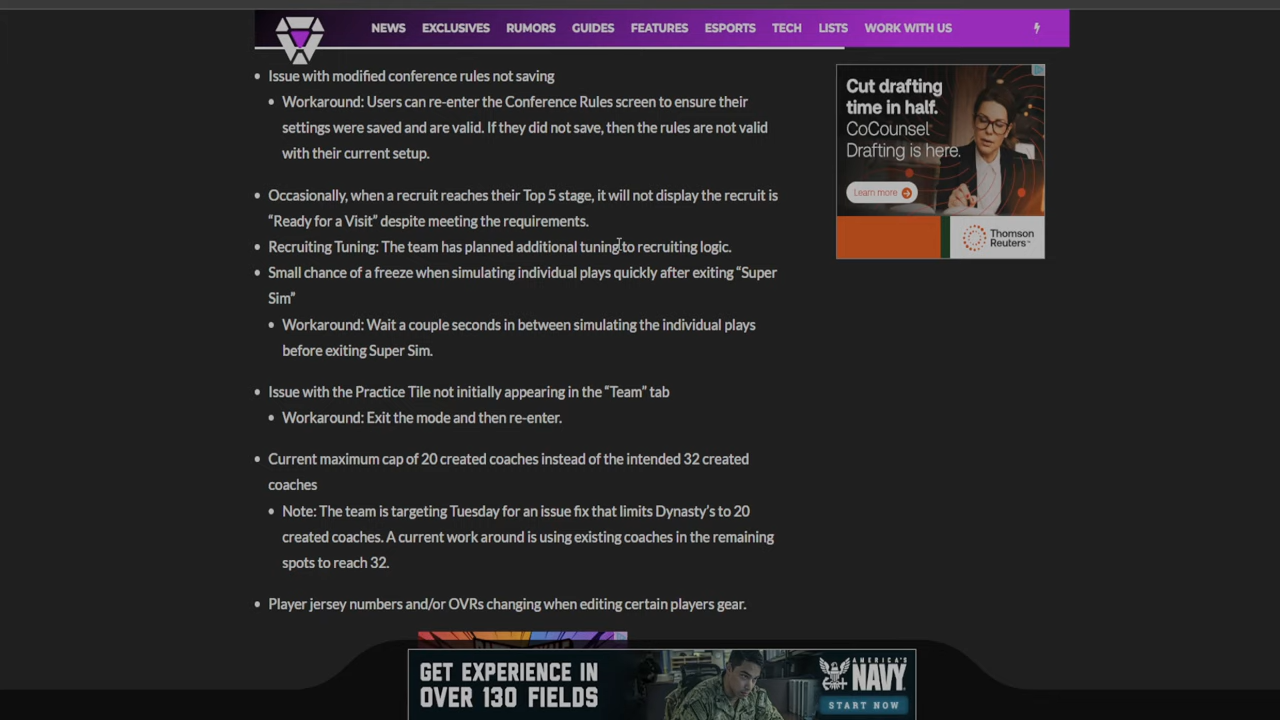 NEWS EXCLUSIVES RUMORS GUIDES FEATURES ESPORTS TECH LISTS WORK WITH US
Issue with modified conference rules not saving
Workaround: Users can re-enter the Conference Rules screen to ensure their
settings were saved and are valid. If they did not save, then the rules are not valid
with their current setup.
Occasionally, when a recruit reaches their Top 5 stage, it will not display the recruit is
“Ready for a Visit” despite meeting the requirements.
Recruiting Tuning: The team has planned additional tuning to recruiting logic.
Small chance of a freeze when simulating individual plays quickly after exiting “Super
Sim”
Workaround: Wait a couple seconds in between simulating the individual plays
before exiting Super Sim.
Issue with the Practice Tile not initially appearing in the “Team” tab
Workaround: Exit the mode and then re-enter.
Current maximum cap of 20 created coaches instead of the intended 32 created
coaches
Note: The team is targeting Tuesday for an issue fix that limits Dynasty’s to 20
created coaches. A current work around is using existing coaches in the remaining
spots to reach 32.
Player jersey numbers and/or OVRs changing when editing certain players gear.
Cut drafting
time in half.
CoCounsel
Drafting is here.
Learn more
Thomson
Reuters™
GET EXPERIENCE IN
OVER 130 FIELDS
AMERICA'S
NAVY
START NOW